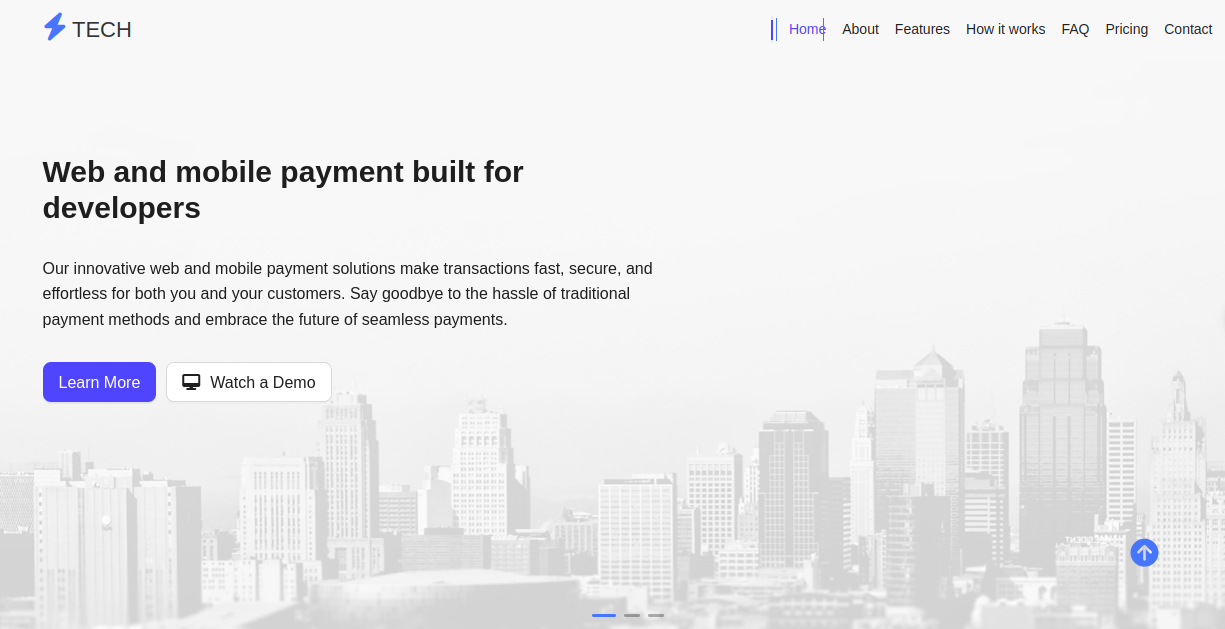 TECH
Home About Features How it works FAQ Pricing Contact
Web and mobile payment built for
developers
Our innovative web and mobile payment solutions make transactions fast, secure, and
effortless for both you and your customers. Say goodbye to the hassle of traditional
payment methods and embrace the future of seamless payments.
Learn More Watch a Demo